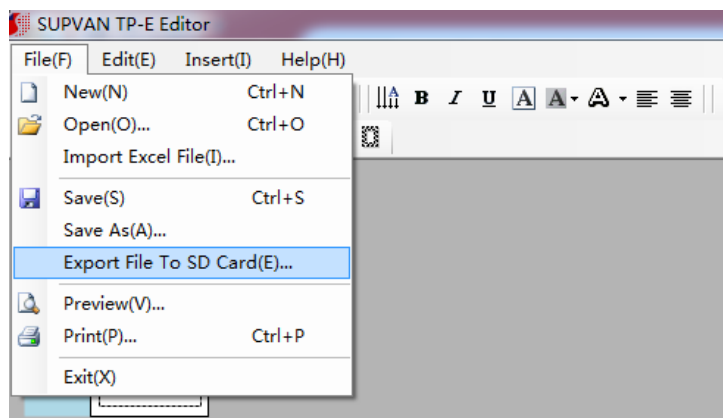 SUPVAN TP-E Editor
File(F) Edit(E) Insert(I) Help(H)
New(N) Ctrl+N
B I U A A A
Open(O)... Ctrl+O
Import Excel File(I)...
Save(S) Ctrl+S
Save As(A)...
Export File To SD Card(E)...
Preview(V)...
Print(P)... Ctrl+P
Exit(X)